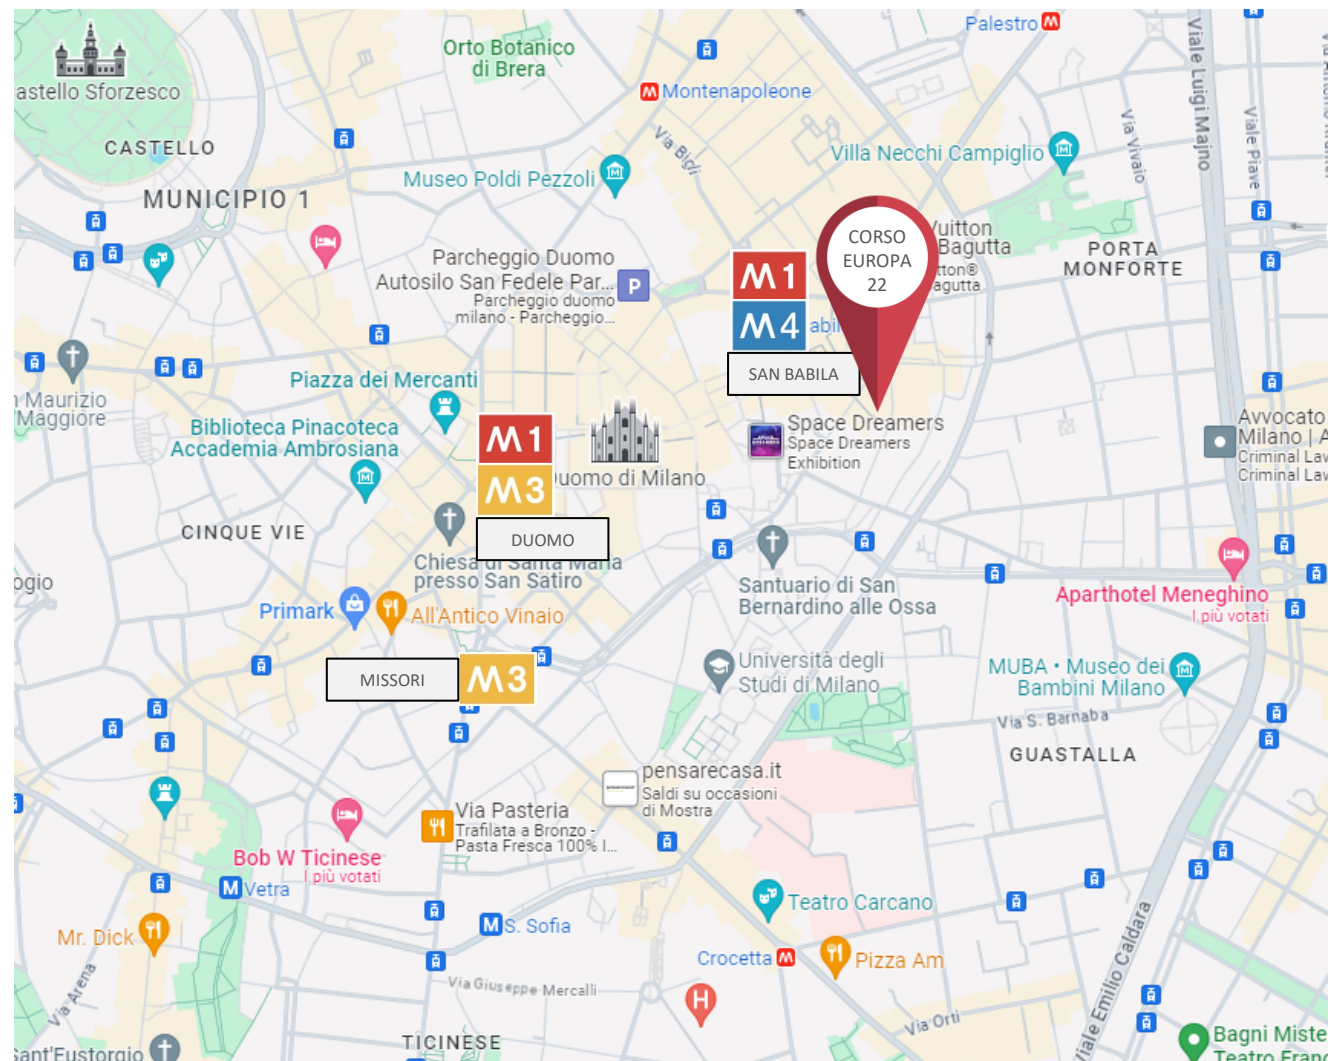 Palestro
Orto Botanico
di Brera
Viale Luigi Majno
astello Sforzesco
Montenapoleone
Via Bigli
Via Vivaio
Viale Piave
CASTELLO
Villa Necchi Campiglio
Museo Poldi Pezzoli
MUNICIPIO 1
CORSO
EUROPA
22
Vuitton
Bagutta
tton®
agutta
PORTA
MONFORTE
Parcheggio Duomo
Autosilo San Fedele Par...
Parcheggio duomo
milano - Parcheggio...
P
M1
M4
abil
SAN BABILA
Piazza dei Mercanti
n Maurizio
Maggiore
Biblioteca Pinacoteca
Accademia Ambrosiana
M1
M3
uomo di Milano
DUOMO
Space Dreamers
Space Dreamers
Exhibition
Avvocato
Milano | A
Criminal Law
Criminal Law
CINQUE VIE
Chiesa di Santa Maria
presso San Satiro
Santuario di San
Bernardino alle Ossa
ogio
Primark
All'Antico Vinaio
Aparthotel Meneghino
I più votati
MISSORI
M3
Università degli
Studi di Milano
MUBA • Museo dei
Bambini Milano
Via S. Barnaba
GUASTALLA
pensarecasa.it
Saldi su occasioni
di Mostra
Via Pasteria
Trafilata a Bronzo -
Pasta Fresca 100% I...
Bob W Ticinese
I più votati
M Vetra
Teatro Carcano
Mr. Dick
M S. Sofia
Crocetta
Pizza Am
Viale Emilio Caldara
Via Arena
Via Giuseppe Mercalli
H
Via Orti
TICINESE
Sant'Eustorgio
Bagni Miste
Teatro Fran